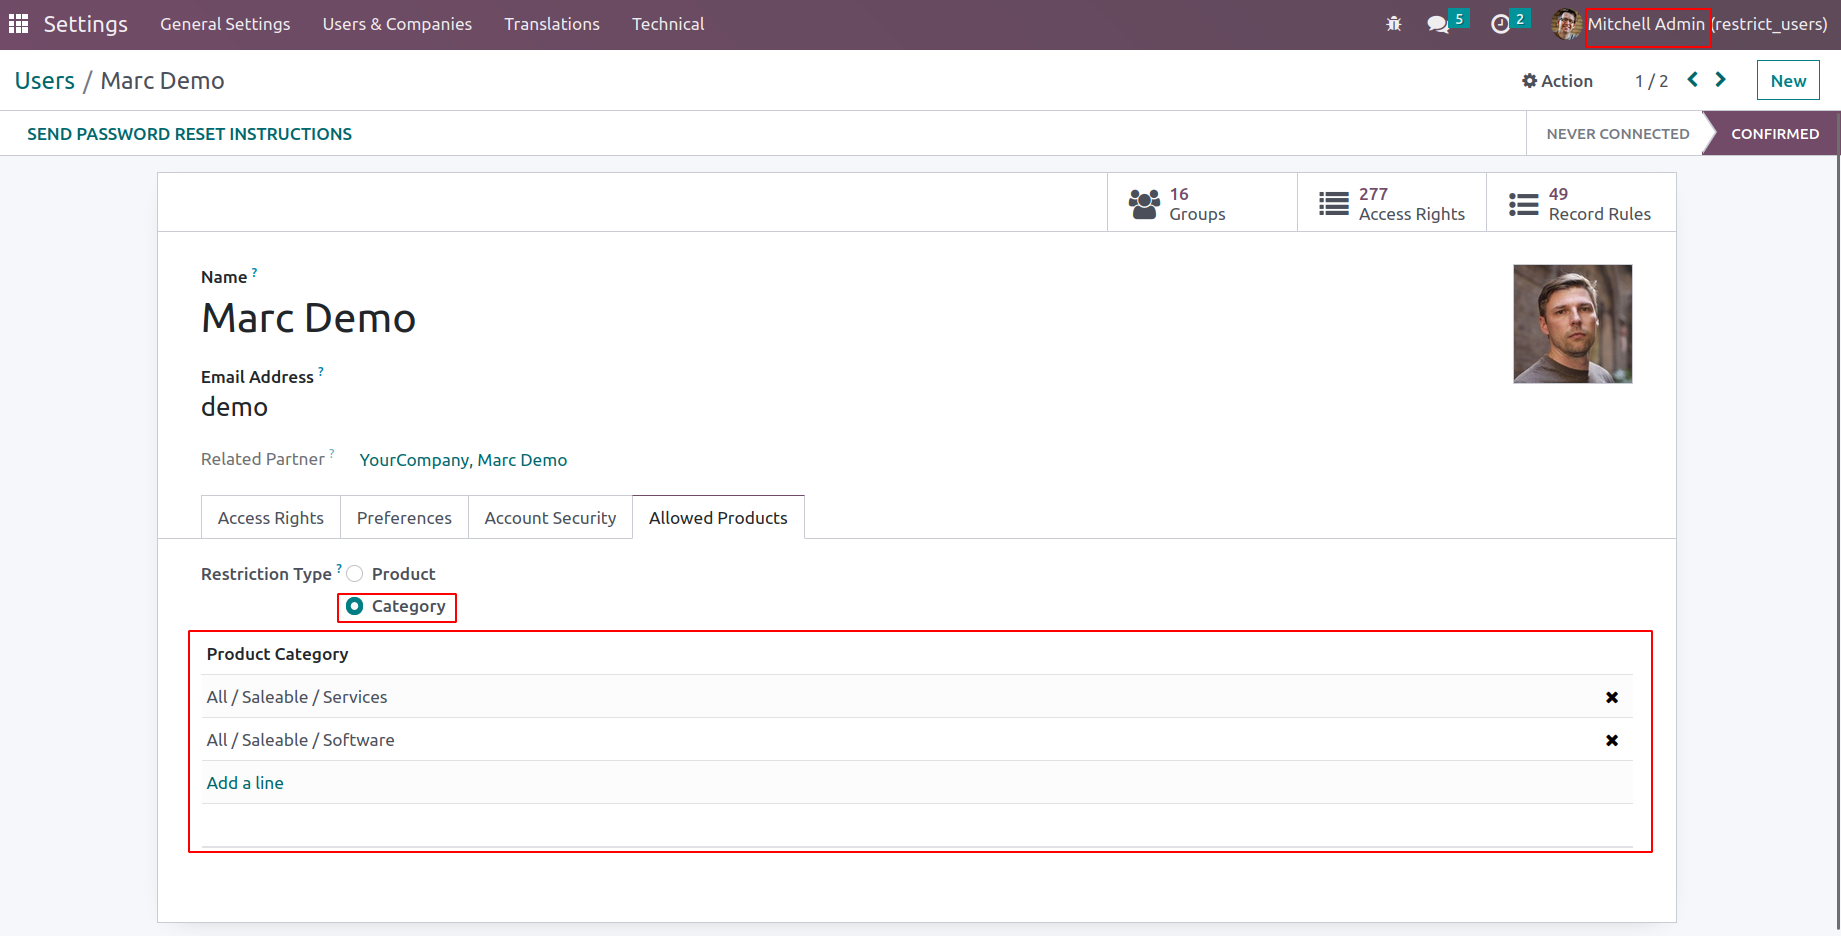 Settings General Settings Users & Companies Translations Technical 5 2 Mitchell Admin (restrict_users)
Users / Marc Demo Action 1 / 2 New
SEND PASSWORD RESET INSTRUCTIONS NEVER CONNECTED CONFIRMED
16 277 49
Groups Access Rights Record Rules
Name ?
Marc Demo
Email Address ?
demo
Related Partner ? YourCompany, Marc Demo
Access Rights Preferences Account Security Allowed Products
Restriction Type ? Product
Category
Product Category
All / Saleable / Services
All / Saleable / Software
Add a line